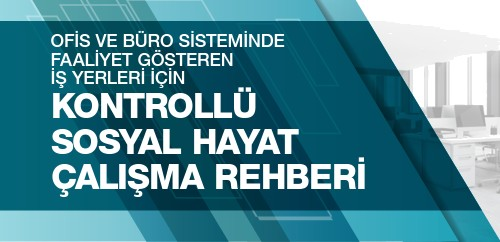 OFİS VE BÜRO SİSTEMİNDE
FAALİYET GÖSTEREN
İŞ YERLERİ İÇİN
KONTROLLÜ
SOSYAL HAYAT
ÇALIŞMA REHBERİ